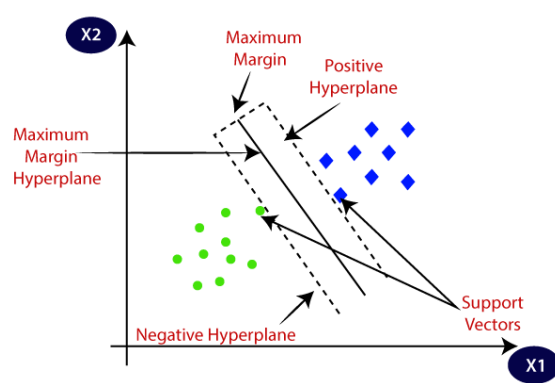 X2
Maximum
Margin
Positive
Hyperplane
Maximum
Margin
Hyperplane
Support
Vectors
Negative Hyperplane
X1